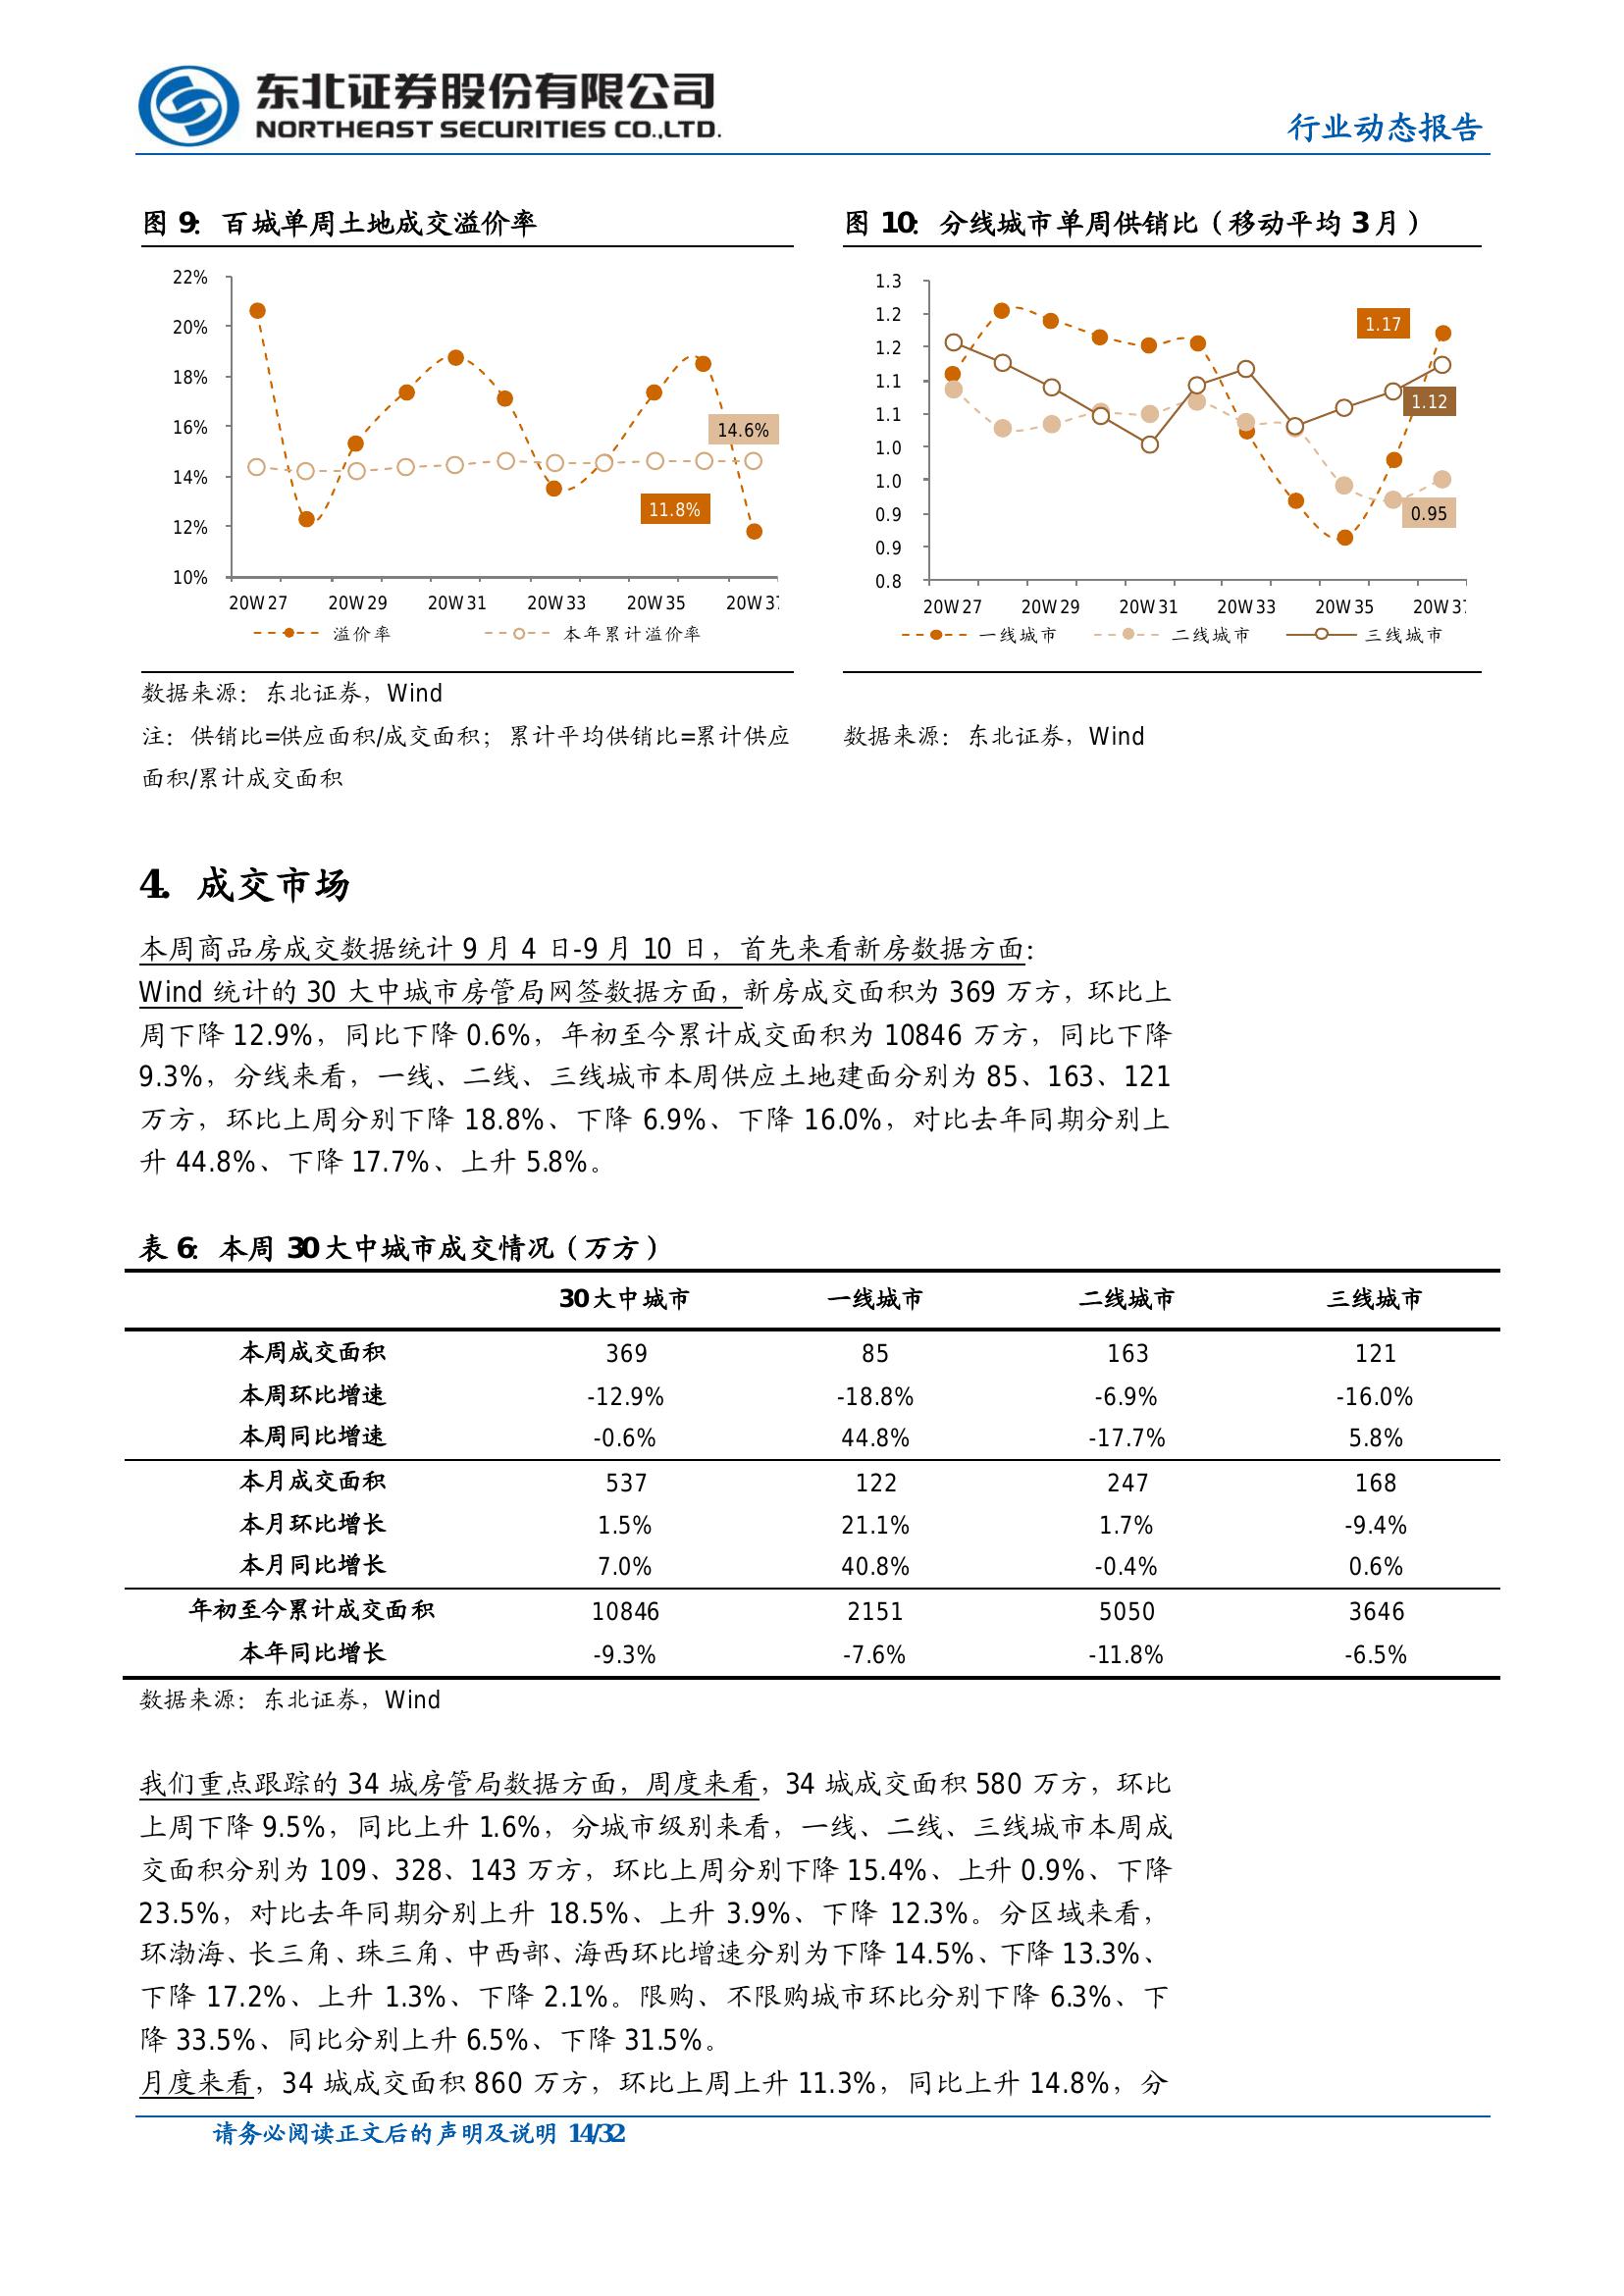 东北证券股份有限公司
NORTHEAST SECURITIES CO.,LTD.
行业动态报告
图 9：百城单周土地成交溢价率
22%
20%
18%
16%
14%
12%
10%
14.6%
11.8%
20W27 20W29 20W31 20W33 20W35 20W37
溢价率 本年累计溢价率
数据来源：东北证券，Wind
注：供销比=供应面积/成交面积；累计平均供销比=累计供应
面积/累计成交面积
图 10：分线城市单周供销比（移动平均 3 月）
1.3
1.2
1.2
1.1
1.1
1.0
1.0
0.9
0.9
0.8
1.17
1.12
0.95
20W27 20W29 20W31 20W33 20W35 20W37
一线城市 二线城市 三线城市
数据来源：东北证券，Wind
4. 成交市场
本周商品房成交数据统计 9 月 4 日-9 月 10 日，首先来看新房数据方面：
Wind 统计的 30 大中城市房管局网签数据方面，新房成交面积为 369 万方，环比上
周下降 12.9%，同比下降 0.6%，年初至今累计成交面积为 10846 万方，同比下降
9.3%，分线来看，一线、二线、三线城市本周供应土地建面分别为 85、163、121
万方，环比上周分别下降 18.8%、下降 6.9%、下降 16.0%，对比去年同期分别上
升 44.8%、下降 17.7%、上升 5.8%。
表 6：本周 30 大中城市成交情况（万方）
30 大中城市 一线城市 二线城市 三线城市
本周成交面积 369 85 163 121
本周环比增速 -12.9% -18.8% -6.9% -16.0%
本周同比增速 -0.6% 44.8% -17.7% 5.8%
本月成交面积 537 122 247 168
本月环比增长 1.5% 21.1% 1.7% -9.4%
本月同比增长 7.0% 40.8% -0.4% 0.6%
年初至今累计成交面积 10846 2151 5050 3646
本年同比增长 -9.3% -7.6% -11.8% -6.5%
数据来源：东北证券，Wind
我们重点跟踪的 34 城房管局数据方面，周度来看，34 城成交面积 580 万方，环比
上周下降 9.5%，同比上升 1.6%，分城市级别来看，一线、二线、三线城市本周成
交面积分别为 109、328、143 万方，环比上周分别下降 15.4%、上升 0.9%、下降
23.5%，对比去年同期分别上升 18.5%、上升 3.9%、下降 12.3%。分区域来看，
环渤海、长三角、珠三角、中西部、海西环比增速分别为下降 14.5%、下降 13.3%、
下降 17.2%、上升 1.3%、下降 2.1%。限购、不限购城市环比分别下降 6.3%、下
降 33.5%、同比分别上升 6.5%、下降 31.5%。
月度来看，34 城成交面积 860 万方，环比上周上升 11.3%，同比上升 14.8%，分
请务必阅读正文后的声明及说明 14/32